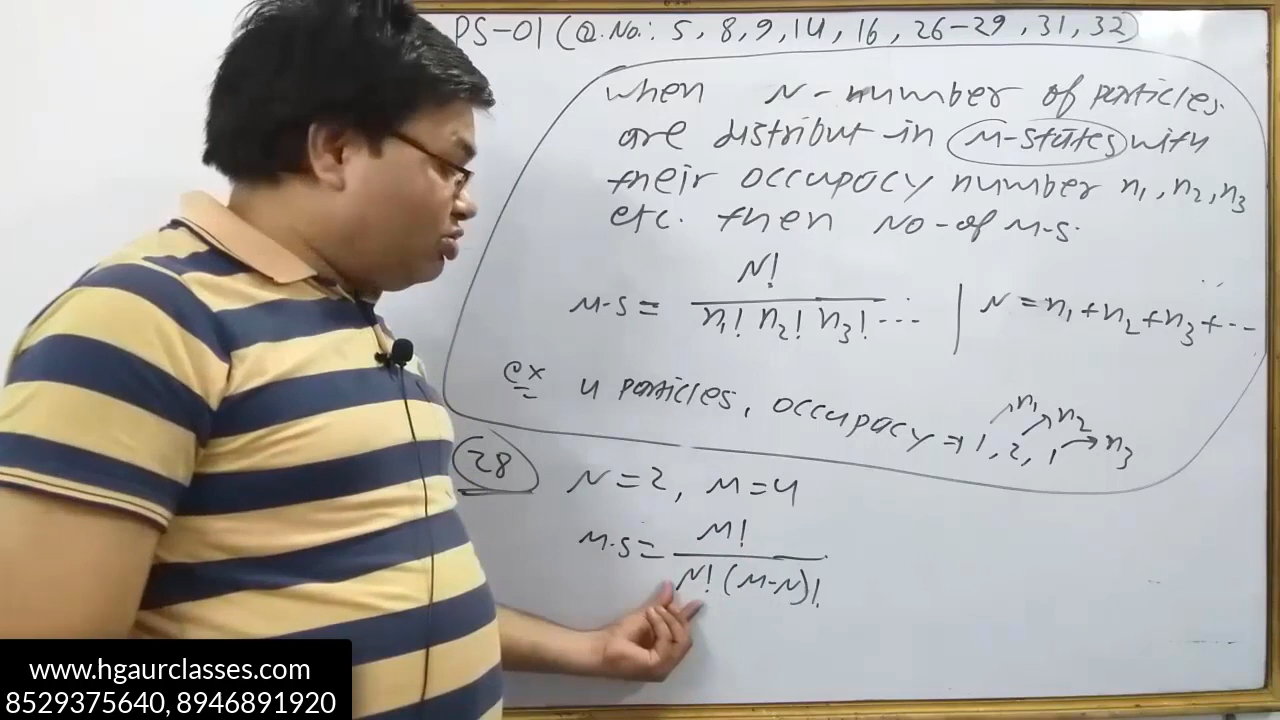 PS-01 (Q.No.: 5, 8, 9, 14, 16, 26-29, 31, 32)
when N-number of particles
are distribut in M-states with
their occupacy number n₁, n₂, n₃
etc. then No-of M.S.
M.S = N! / n₁! n₂! n₃! ... | N = n₁+n₂+n₃+...
ex 4 particles, occupacy → 1, 2, 1 → n₁ → n₂ → n₃
28 N=2, M=4
M.S = M! / N! (M-N)!
www.hgaurclasses.com
8529375640, 8946891920